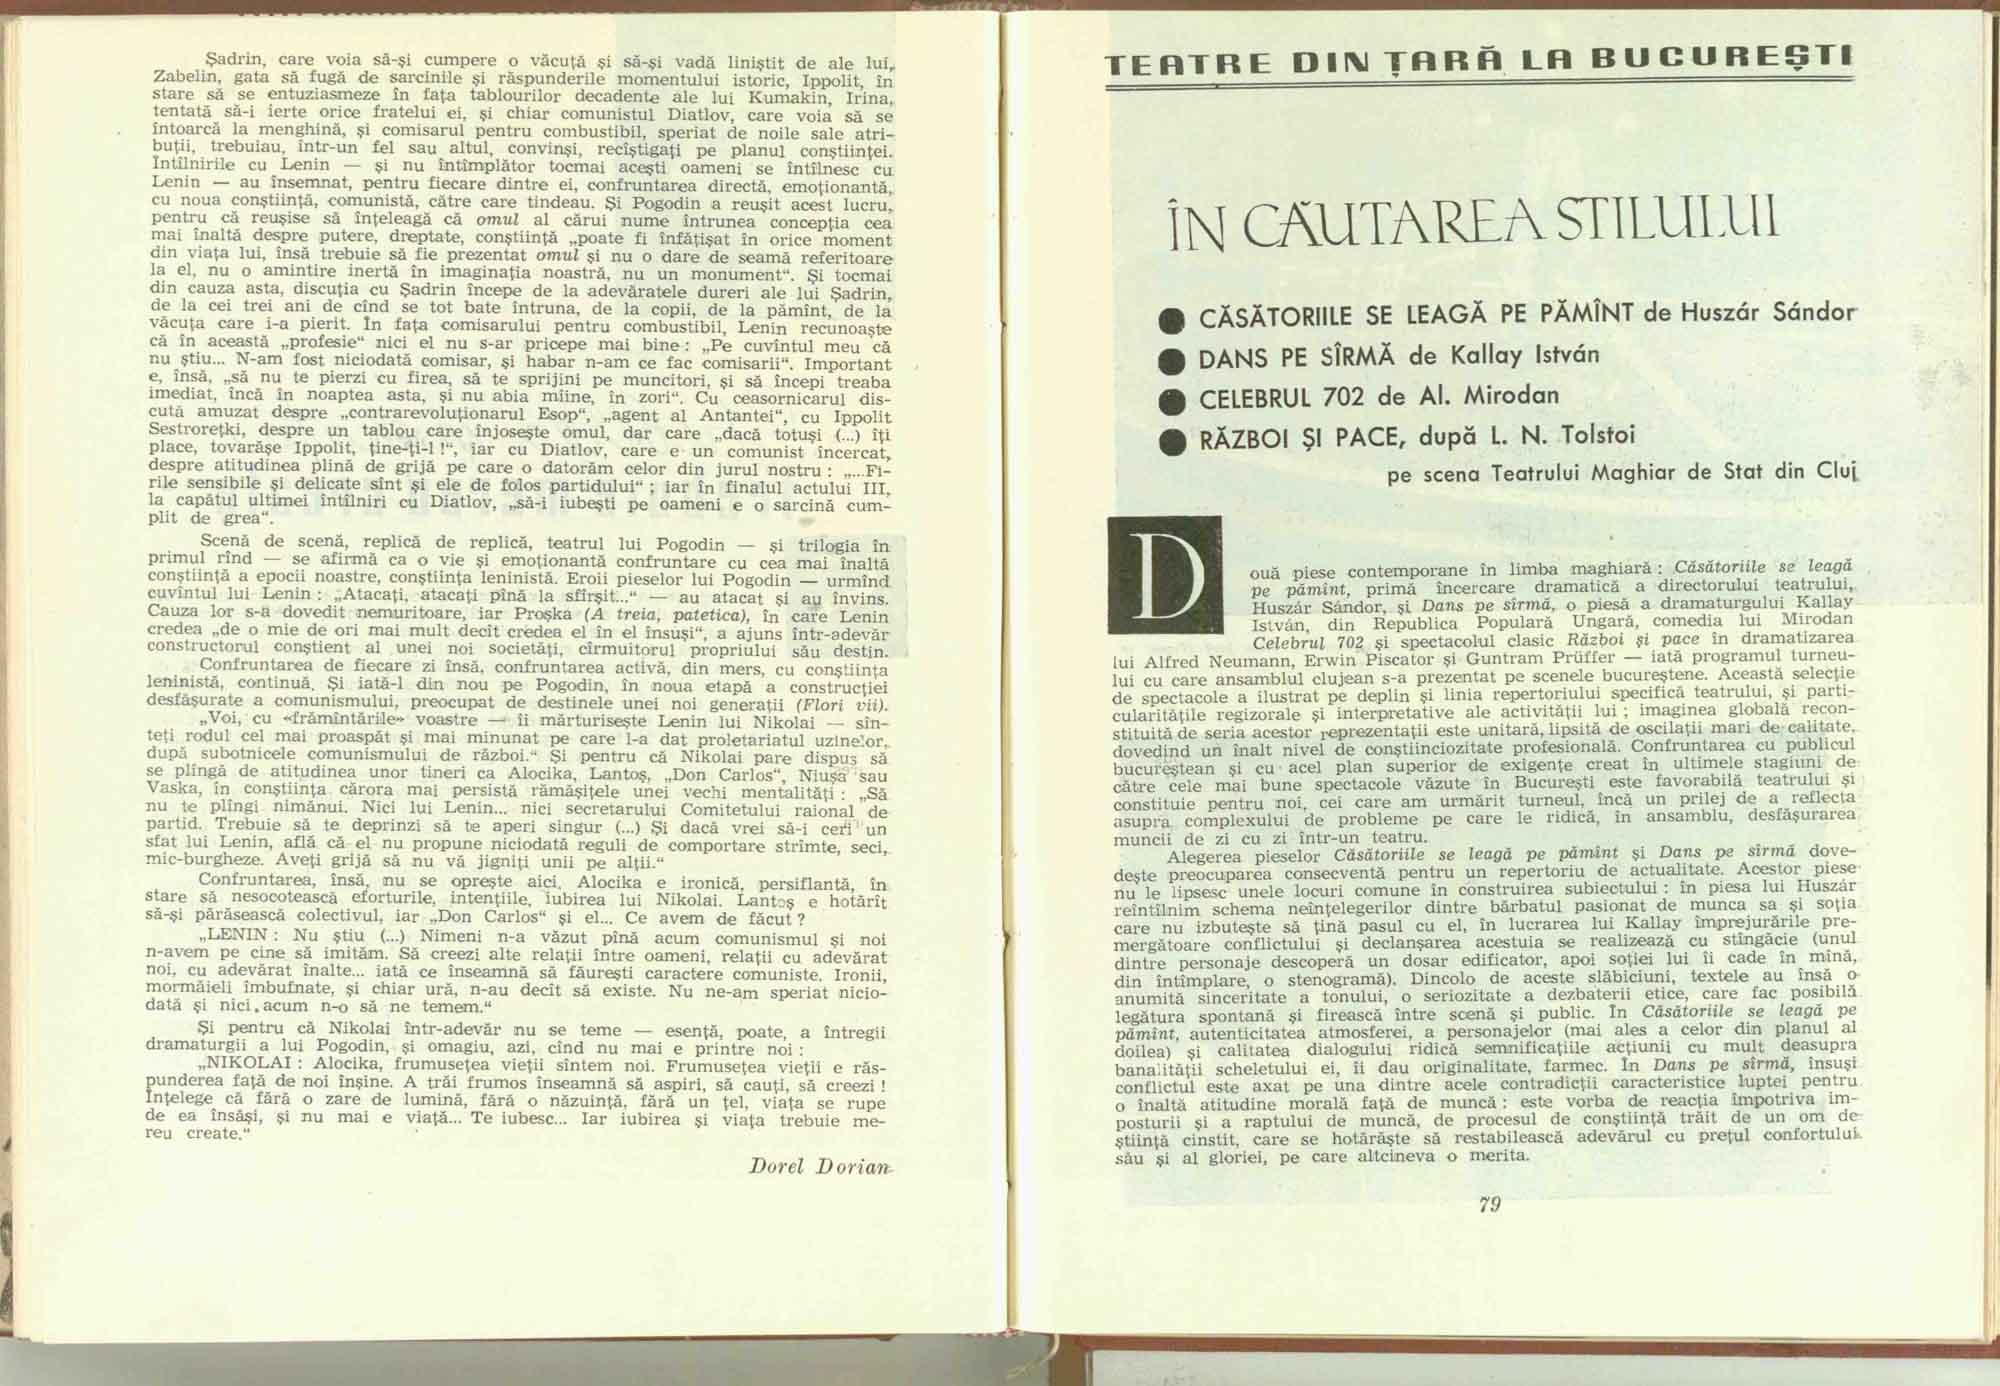 Șadrin, care voia să-și cumpere o văcuță și să-și vadă liniștit de ale lui,
Zabelin, gata să fugă de sarcinile și răspunderile momentului istoric, Ippolit, în
stare să se entuziasmeze în fața tablourilor decadente ale lui Kumakin, Irina,
tentată să-i ierte orice fratelui ei, și chiar comunistul Diatlov, care voia să se
întoarcă la menghină, și comisarul pentru combustibil, speriat de noile sale atri-
buții, trebuiau, într-un fel sau altul, convinși, recîștigați pe planul conștiinței.
Întîlnirile cu Lenin — și nu întîmplător tocmai acești oameni se întîlnesc cu
Lenin — au însemnat, pentru fiecare dintre ei, confruntarea directă, emoționantă,
cu noua conștiință, comunistă, către care tindeau. Și Pogodin a reușit acest lucru,
pentru că reușise să înțeleagă că omul al cărui nume întrunea concepția cea
mai înaltă despre putere, dreptate, conștiință „poate fi înfățișat în orice moment
din viața lui, însă trebuie să fie prezentat omul și nu o dare de seamă referitoare
la el, nu o amintire inertă în imaginația noastră, nu un monument“. Și tocmai
din cauza asta, discuția cu Șadrin începe de la adevăratele dureri ale lui Șadrin,
de la cei trei ani de cînd se tot bate întruna, de la copii, de la pămînt, de la
văcuța care i-a pierit. În fața comisarului pentru combustibil, Lenin recunoaște
că în această „profesie“ nici el nu s-ar pricepe mai bine : „Pe cuvîntul meu că
nu știu... N-am fost niciodată comisar, și habar n-am ce fac comisarii“. Important
e, însă, „să nu te pierzi cu firea, să te sprijini pe muncitori, și să începi treaba
imediat, încă în noaptea asta, și nu abia mîine, în zori“. Cu ceasornicarul dis-
cută amuzat despre „contrarevoluționarul Esop“, „agent al Antantei“, cu Ippolit
Sestrorețki, despre un tablou care înjosește omul, dar care „dacă totuși (...) îți
place, tovarășe Ippolit, ține-ți-l !“, iar cu Diatlov, care e un comunist încercat,
despre atitudinea plină de grijă pe care o datorăm celor din jurul nostru : „...Fi-
rile sensibile și delicate sînt și ele de folos partidului“ ; iar în finalul actului III,
la capătul ultimei întîlniri cu Diatlov, „să-i iubești pe oameni e o sarcină cum-
plit de grea“.
Scenă de scenă, replică de replică, teatrul lui Pogodin — și trilogia în
primul rînd — se afirmă ca o vie și emoționantă confruntare cu cea mai înaltă
conștiință a epocii noastre, conștiința leninistă. Eroii pieselor lui Pogodin — urmînd
cuvîntul lui Lenin : „Atacați, atacați pînă la sfîrșit...“ — au atacat și au învins.
Cauza lor s-a dovedit nemuritoare, iar Proșka (A treia, patetica), în care Lenin
credea „de o mie de ori mai mult decît credea el în el însuși“, a ajuns într-adevăr
constructorul conștient al unei noi societăți, cîrmuitorul propriului său destin.
Confruntarea de fiecare zi însă, confruntarea activă, din mers, cu conștiința
leninistă, continuă. Și iată-l din nou pe Pogodin, în noua etapă a construcției
desfășurate a comunismului, preocupat de destinele unei noi generații (Flori vii).
„Voi, cu «frămîntările» voastre — îi mărturisește Lenin lui Nikolai — sîn-
teți rodul cel mai proaspăt și mai minunat pe care l-a dat proletariatul uzinelor,
după subotnicele comunismului de război.“ Și pentru că Nikolai pare dispus să
se plîngă de atitudinea unor tineri ca Alocika, Lantoș, „Don Carlos“, Niușa sau
Vaska, în conștiința cărora mai persistă rămășițele unei vechi mentalități : „Să
nu te plîngi nimănui. Nici lui Lenin... nici secretarului Comitetului raional de
partid. Trebuie să te deprinzi să te aperi singur (...) Și dacă vrei să-i ceri un
sfat lui Lenin, află că el nu propune niciodată reguli de comportare strîmte, seci,
mic-burgheze. Aveți grijă să nu vă jigniți unii pe alții.“
Confruntarea, însă, nu se oprește aici. Alocika e ironică, persiflantă, în
stare să nesocotească eforturile, intențiile, iubirea lui Nikolai. Lantoș e hotărît
să-și părăsească colectivul, iar „Don Carlos“ și el... Ce avem de făcut ?
„LENIN : Nu știu (...) Nimeni n-a văzut pînă acum comunismul și noi
n-avem pe cine să imităm. Să creezi alte relații între oameni, relații cu adevărat
noi, cu adevărat înalte... iată ce înseamnă să făurești caractere comuniste. Ironii,
mormăieli îmbufnate, și chiar ură, n-au decît să existe. Nu ne-am speriat nicio-
dată și nici acum n-o să ne temem.“
Și pentru că Nikolai într-adevăr nu se teme — esență, poate, a întregii
dramaturgii a lui Pogodin, și omagiu, azi, cînd nu mai e printre noi :
„NIKOLAI : Alocika, frumusețea vieții sîntem noi. Frumusețea vieții e răs-
punderea față de noi înșine. A trăi frumos înseamnă să aspiri, să cauți, să creezi !
Înțelege că fără o zare de lumină, fără o năzuință, fără un țel, viața se rupe
de ea însăși, și nu mai e viață... Te iubesc... Iar iubirea și viața trebuie me-
reu create.“
Dorel Dorian
TEATRE DIN ȚARĂ LA BUCUREȘTI
ÎN CĂUTAREA STILULUI
● CĂSĂTORIILE SE LEAGĂ PE PĂMÎNT de Huszár Sándor
● DANS PE SÎRMĂ de Kallay István
● CELEBRUL 702 de Al. Mirodan
● RĂZBOI ȘI PACE, după L. N. Tolstoi
pe scena Teatrului Maghiar de Stat din Cluj
Două piese contemporane în limba maghiară : Căsătoriile se leagă
pe pămînt, primă încercare dramatică a directorului teatrului,
Huszár Sándor, și Dans pe sîrmă, o piesă a dramaturgului Kallay
István, din Republica Populară Ungară, comedia lui Mirodan
Celebrul 702 și spectacolul clasic Război și pace în dramatizarea
lui Alfred Neumann, Erwin Piscator și Guntram Prüffer — iată programul turneu-
lui cu care ansamblul clujean s-a prezentat pe scenele bucureștene. Această selecție
de spectacole a ilustrat pe deplin și linia repertoriului specifică teatrului, și parti-
cularitățile regizorale și interpretative ale activității lui ; imaginea globală recon-
stituită de seria acestor reprezentații este unitară, lipsită de oscilații mari de calitate,
dovedind un înalt nivel de conștiinciozitate profesională. Confruntarea cu publicul
bucureștean și cu acel plan superior de exigențe creat în ultimele stagiuni de
către cele mai bune spectacole văzute în București este favorabilă teatrului și
constituie pentru noi, cei care am urmărit turneul, încă un prilej de a reflecta
asupra complexului de probleme pe care le ridică, în ansamblu, desfășurarea
muncii de zi cu zi într-un teatru.
Alegerea pieselor Căsătoriile se leagă pe pămînt și Dans pe sîrmă dove-
dește preocuparea consecventă pentru un repertoriu de actualitate. Acestor piese
nu le lipsesc unele locuri comune în construirea subiectului : în piesa lui Huszár
reîntîlnim schema neînțelegerilor dintre bărbatul pasionat de munca sa și soția
care nu izbutește să țină pasul cu el, în lucrarea lui Kallay împrejurările pre-
mergătoare conflictului și declanșarea acestuia se realizează cu stîngăcie (unul
dintre personaje descoperă un dosar edificator, apoi soției lui îi cade în mînă,
din întîmplare, o stenogramă). Dincolo de aceste slăbiciuni, textele au însă o
anumită sinceritate a tonului, o seriozitate a dezbaterii etice, care fac posibilă
legătura spontană și firească între scenă și public. În Căsătoriile se leagă pe
pămînt, autenticitatea atmosferei, a personajelor (mai ales a celor din planul al
doilea) și calitatea dialogului ridică semnificațiile acțiunii cu mult deasupra
banalității scheletului ei, îi dau originalitate, farmec. În Dans pe sîrmă, însuși
conflictul este axat pe una dintre acele contradicții caracteristice luptei pentru
o înaltă atitudine morală față de muncă : este vorba de reacția împotriva im-
posturii și a raptului de muncă, de procesul de conștiință trăit de un om de
știință cinstit, care se hotărăște să restabilească adevărul cu prețul confortului
său și al gloriei, pe care altcineva o merita.
79